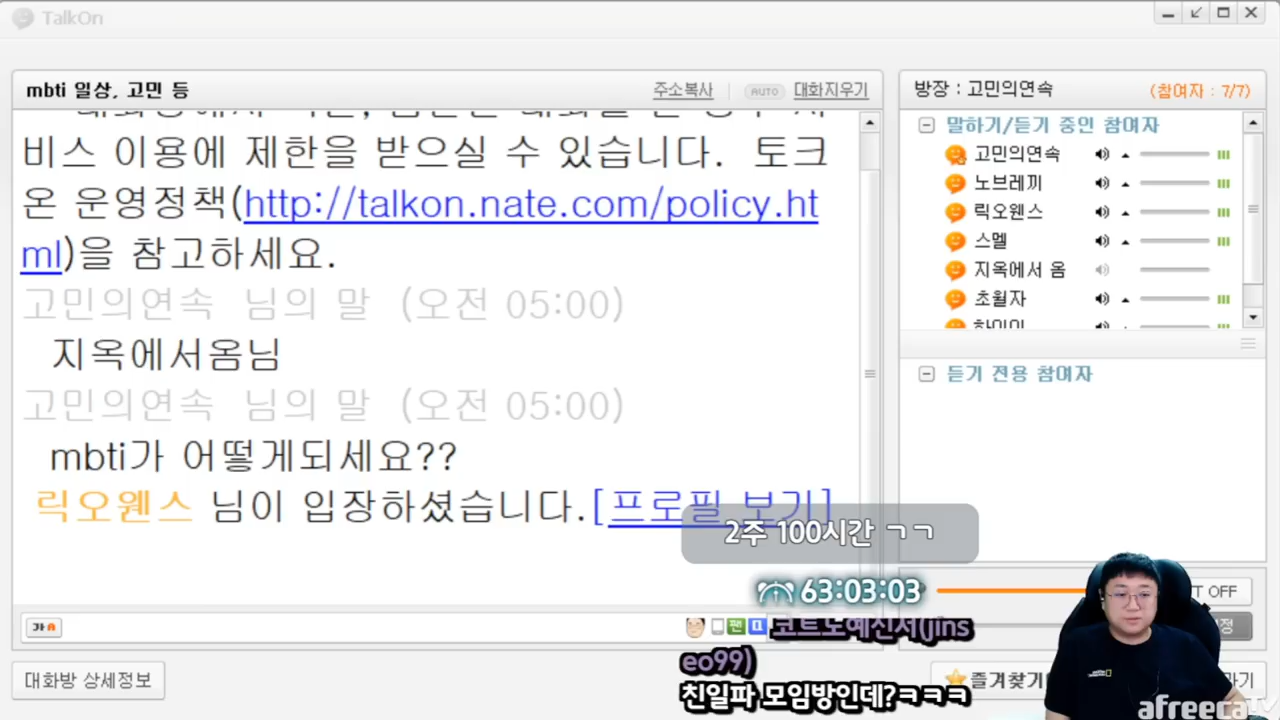 TalkOn
mbti 일상, 고민 등
주소복사
AUTO
대화지우기
비스 이용에 제한을 받으실 수 있습니다. 토크
온 운영정책(http://talkon.nate.com/policy.ht
ml)을 참고하세요.
고민의연속 님의 말 (오전 05:00)
지옥에서옴님
고민의연속 님의 말 (오전 05:00)
mbti가 어떻게되세요??
릭오웬스 님이 입장하셨습니다.[프로필 보기]
가
대화방 상세정보
방장 : 고민의연속
(참여자 : 7/7)
말하기/듣기 중인 참여자
고민의연속
노브레끼
릭오웬스
스멜
지옥에서 옴
초월자
듣기 전용 참여자
2주 100시간 ㄱㄱ
63:03:03
팬
코트노예진서(jins
eo99)
친일파 모임방인데?ㅋㅋㅋ
OFF
즐겨찾기
afreecaTV